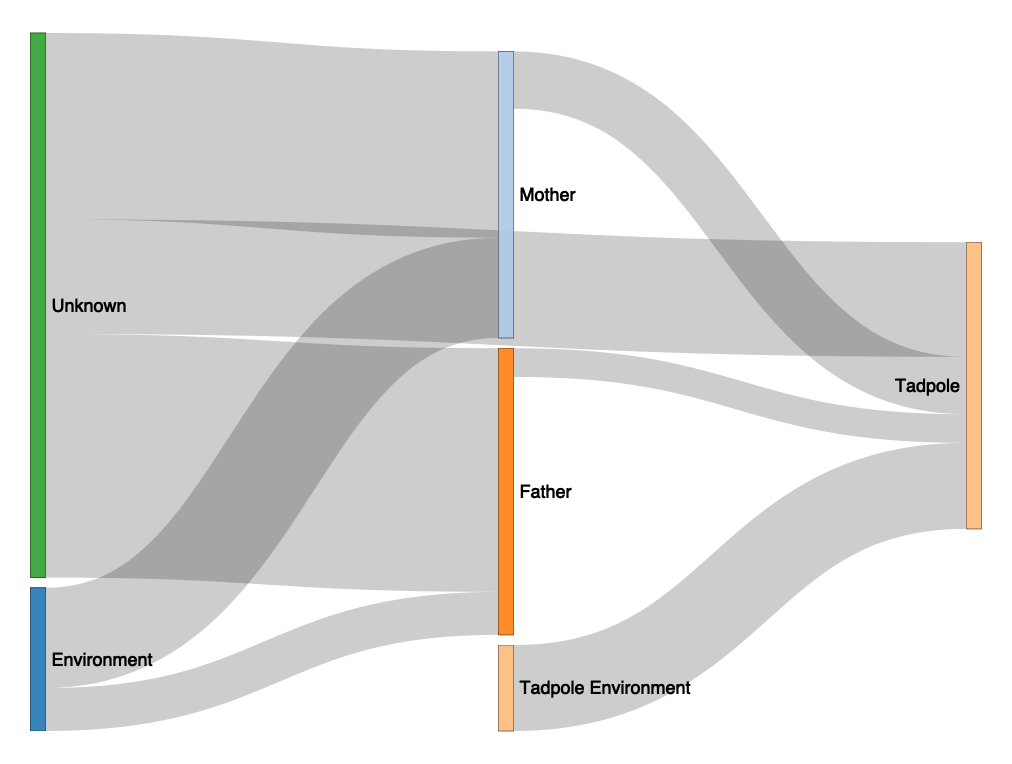 Mother
Unknown
Tadpole
Father
Environment
Tadpole Environment